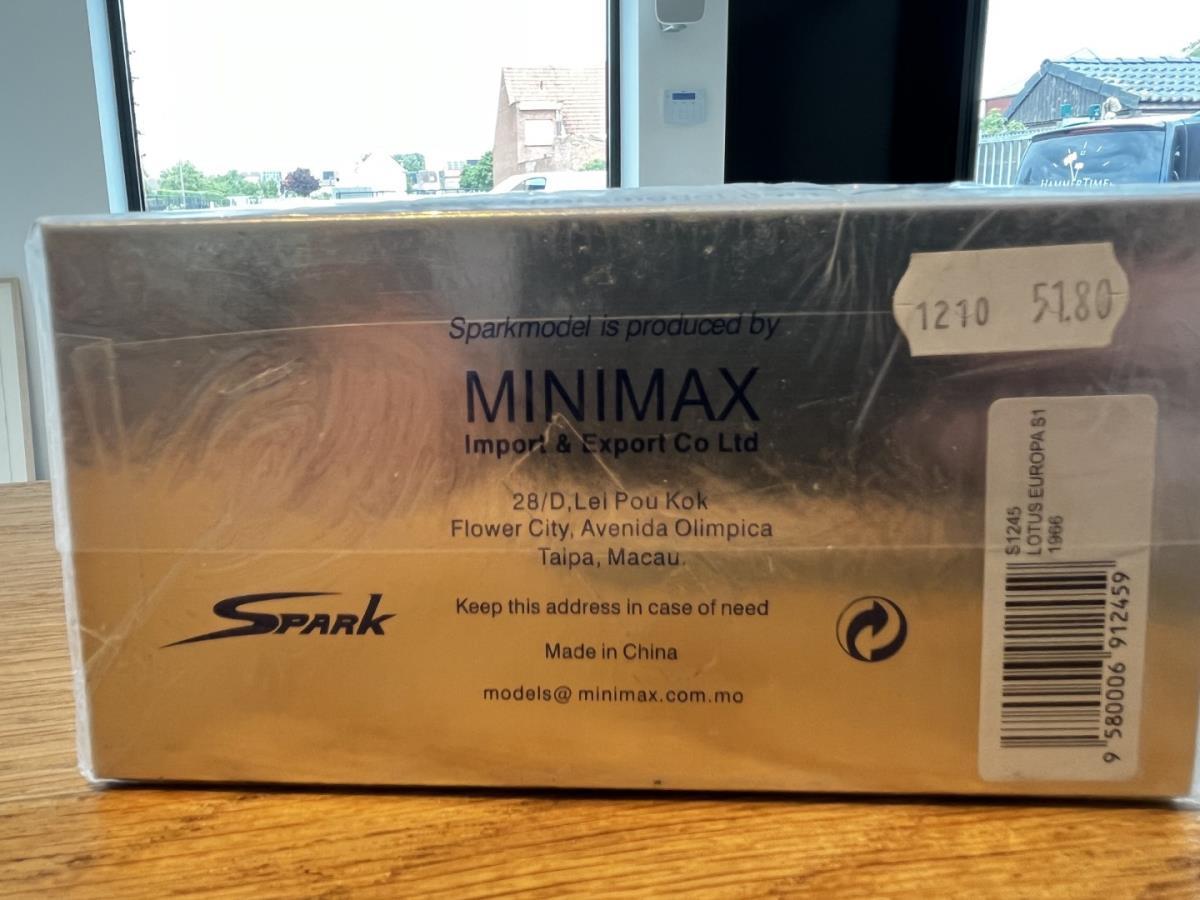 HAMMERTIME
Sparkmodel is produced by
MINIMAX
Import & Export Co Ltd
28/D,Lei Pou Kok
Flower City, Avenida Olimpica
Taipa, Macau.
Keep this address in case of need
Made in China
models@ minimax.com.mo
SPARK
1210 51.80
S1245
LOTUS EUROPA S1
1966
9 580006 912459